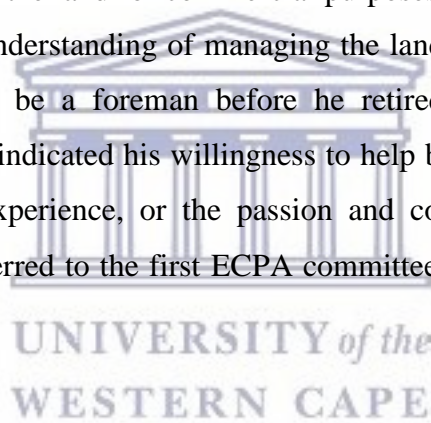 nderstanding of managing the land
be a foreman before he retired
indicated his willingness to help b
xperience, or the passion and co
erred to the first ECPA committee
UNIVERSITY of the
WESTERN CAPE